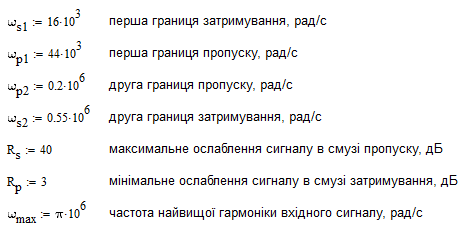 ωs1 := 16·10³ перша границя затримування, рад/с
ωp1 := 44·10³ перша границя пропуску, рад/с
ωp2 := 0.2·10⁶ друга границя пропуску, рад/с
ωs2 := 0.55·10⁶ друга границя затримування, рад/с
Rs := 40 максимальне ослаблення сигналу в смузі пропуску, дБ
Rp := 3 мінімальне ослаблення сигналу в смузі затримування, дБ
ωmax := π·10⁶ частота найвищої гармоніки вхідного сигналу, рад/с